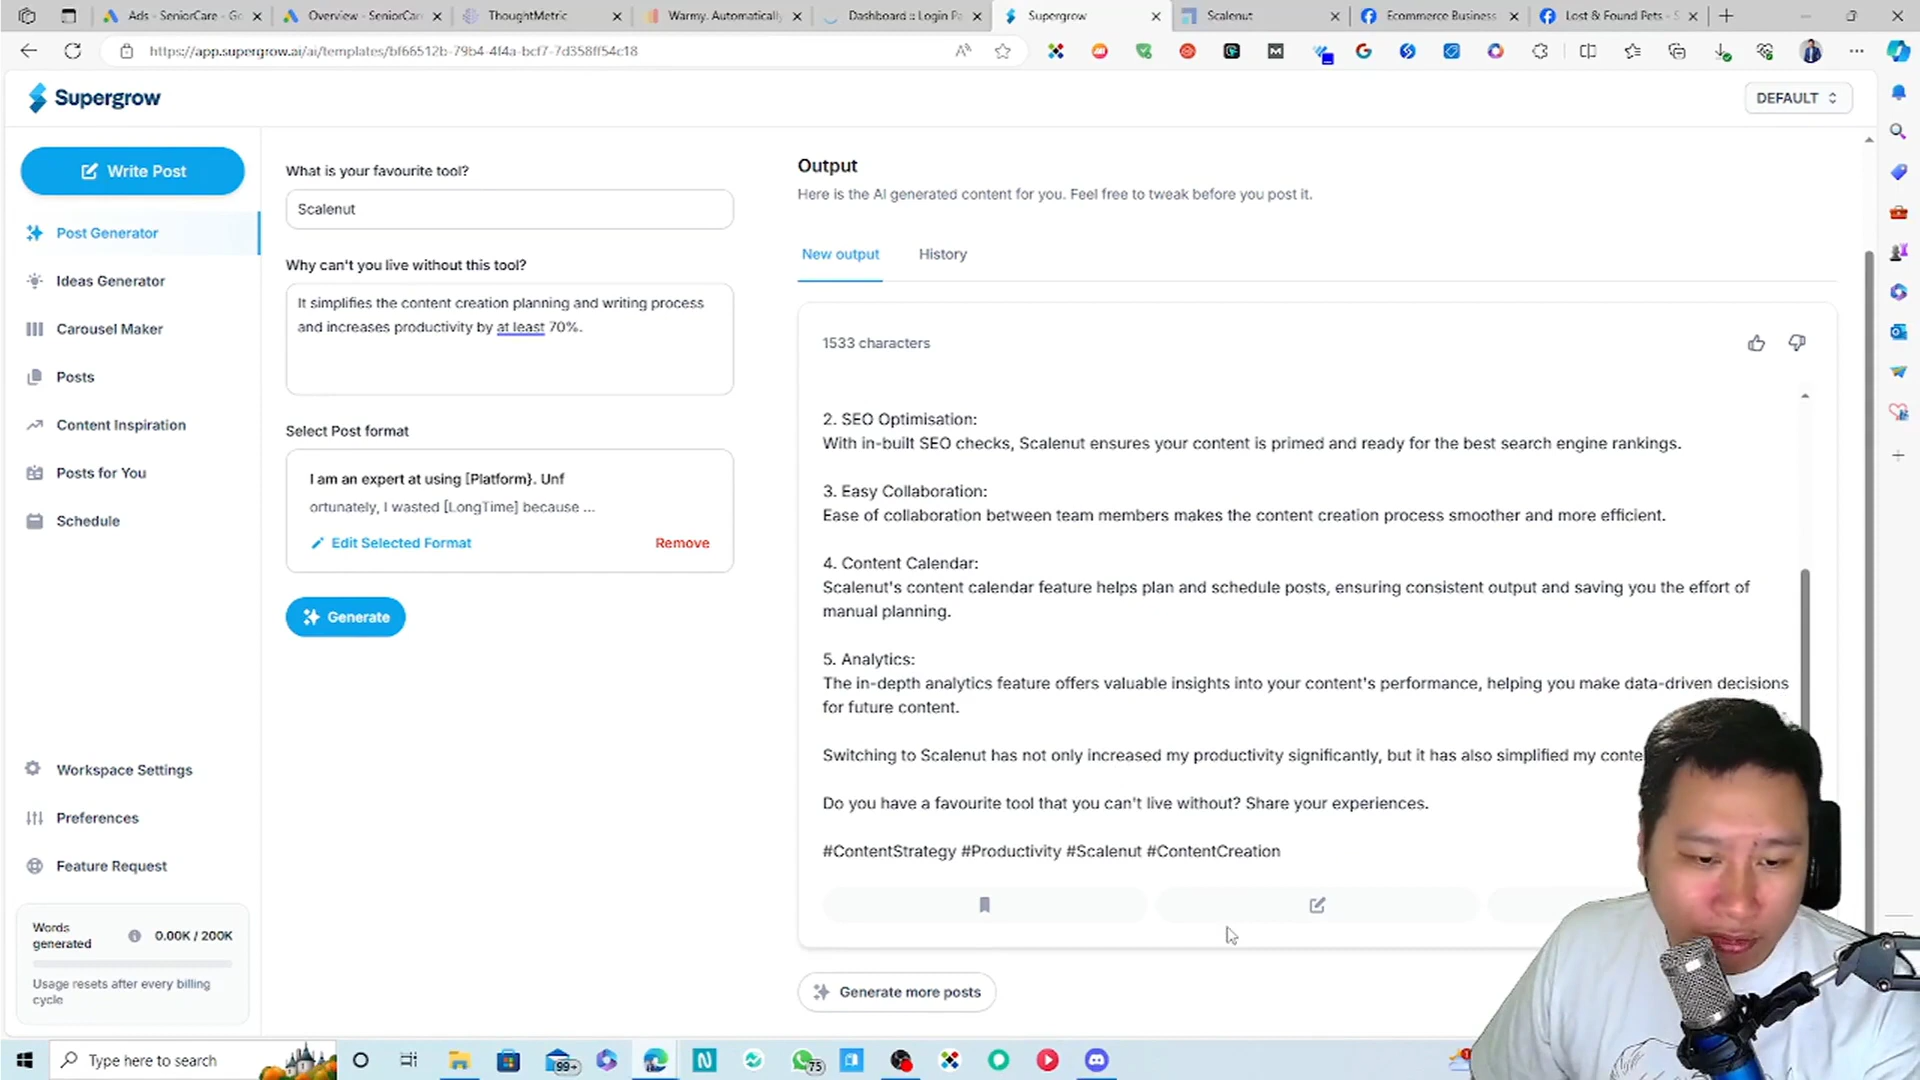 Ads - SeniorCare - Go
Overview - SeniorCare
ThoughtMetric
Warmy. Automatically
Dashboard :: Login Pa
Supergrow
Scalenut
Ecommerce Business
Lost & Found Pets - S
https://app.supergrow.ai/ai/templates/bf66512b-79b4-4f4a-bcf7-7d358ff54c18
Supergrow
DEFAULT
Write Post
Post Generator
Ideas Generator
Carousel Maker
Posts
Content Inspiration
Posts for You
Schedule
Workspace Settings
Preferences
Feature Request
Words generated
0.00K / 200K
Usage resets after every billing
cycle
What is your favourite tool?
Scalenut
Why can't you live without this tool?
It simplifies the content creation planning and writing process
and increases productivity by at least 70%.
Select Post format
I am an expert at using [Platform}. Unf
ortunately, I wasted [LongTime] because ...
Edit Selected Format
Remove
Generate
Output
Here is the AI generated content for you. Feel free to tweak before you post it.
New output
History
1533 characters
2. SEO Optimisation:
With in-built SEO checks, Scalenut ensures your content is primed and ready for the best search engine rankings.
3. Easy Collaboration:
Ease of collaboration between team members makes the content creation process smoother and more efficient.
4. Content Calendar:
Scalenut's content calendar feature helps plan and schedule posts, ensuring consistent output and saving you the effort of
manual planning.
5. Analytics:
The in-depth analytics feature offers valuable insights into your content's performance, helping you make data-driven decisions
for future content.
Switching to Scalenut has not only increased my productivity significantly, but it has also simplified my conte
Do you have a favourite tool that you can't live without? Share your experiences.
#ContentStrategy #Productivity #Scalenut #ContentCreation
Generate more posts
Type here to search
99+
75